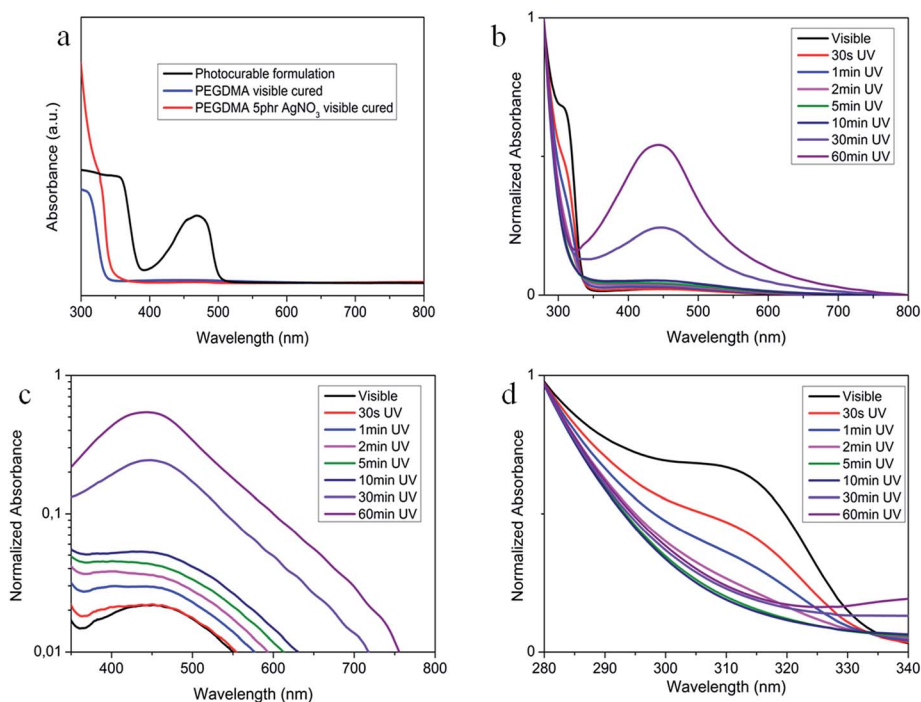 a
Photocurable formulation
PEGDMA visible cured
PEGDMA 5phr AgNO3 visible cured
Absorbance (a.u.)
300 400 500 600 700 800
Wavelength (nm)
b
Visible
30s UV
1min UV
2min UV
5min UV
10min UV
30min UV
60min UV
Normalized Absorbance
1
0
300 400 500 600 700 800
Wavelength (nm)
c
Visible
30s UV
1min UV
2min UV
5min UV
10min UV
30min UV
60min UV
Normalized Absorbance
1
0,1
0,01
400 500 600 700 800
Wavelength (nm)
d
Visible
30s UV
1min UV
2min UV
5min UV
10min UV
30min UV
60min UV
Normalized Absorbance
1
0
280 290 300 310 320 330 340
Wavelength (nm)